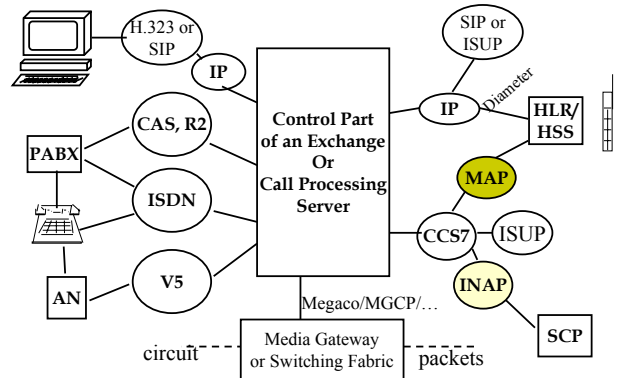 H.323 or
SIP
IP
CAS, R2
PABX
ISDN
V5
AN
Control Part
of an Exchange
Or
Call Processing
Server
SIP or
ISUP
IP
Diameter
HLR/
HSS
MAP
CCS7
ISUP
INAP
SCP
Megaco/MGCP/…
Media Gateway
or Switching Fabric
circuit
packets